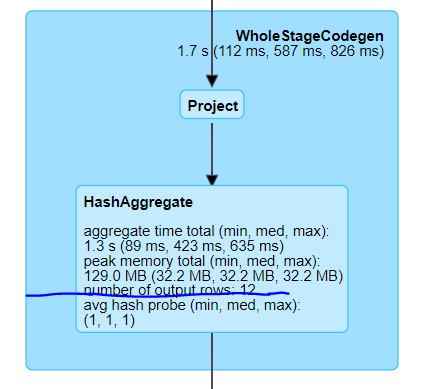 WholeStageCodegen
1.7 s (112 ms, 587 ms, 826 ms)
Project
HashAggregate
aggregate time total (min, med, max):
1.3 s (89 ms, 423 ms, 635 ms)
peak memory total (min, med, max):
129.0 MB (32.2 MB, 32.2 MB, 32.2 MB)
number of output rows: 12
avg hash probe (min, med, max):
(1, 1, 1)